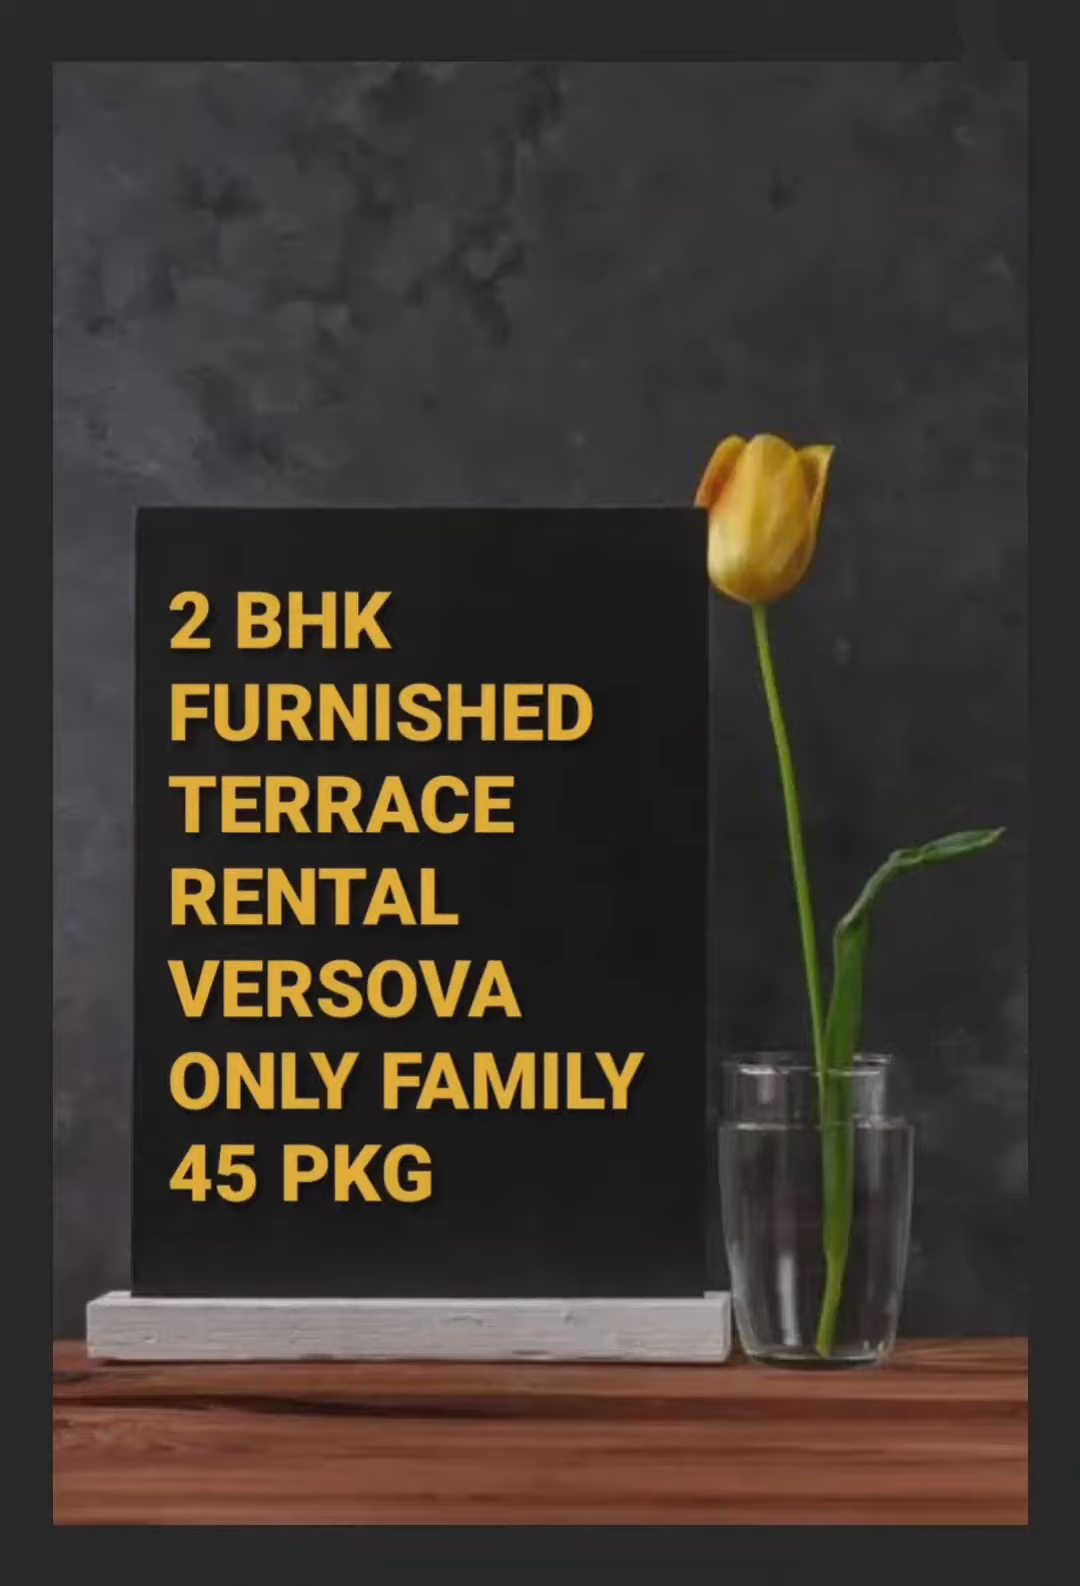 2 BHK
FURNISHED
TERRACE
RENTAL
VERSOVA
ONLY FAMILY
45 PKG